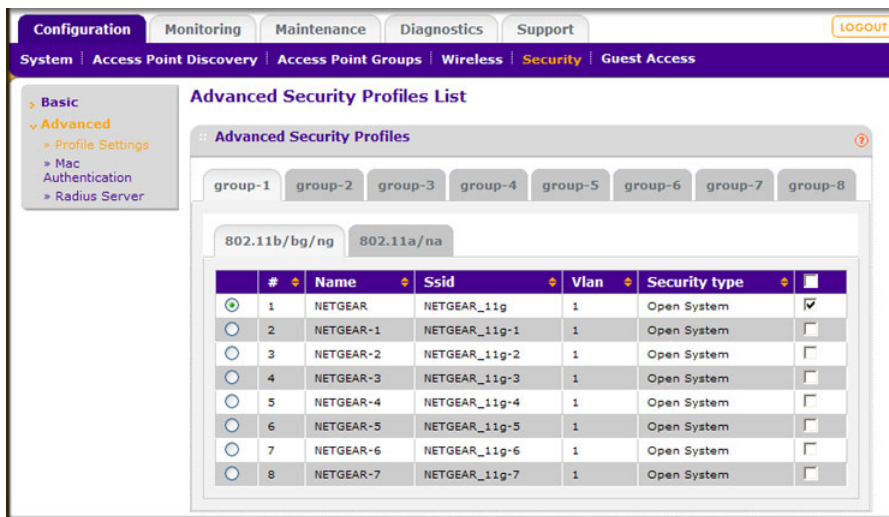 Configuration Monitoring Maintenance Diagnostics Support LOGOUT
System Access Point Discovery Access Point Groups Wireless Security Guest Access
Basic
Advanced
» Profile Settings
» Mac
Authentication
» Radius Server
Advanced Security Profiles List
Advanced Security Profiles ?
group-1 group-2 group-3 group-4 group-5 group-6 group-7 group-8
802.11b/bg/ng 802.11a/na
# Name Ssid Vlan Security type
1 NETGEAR NETGEAR_11g 1 Open System
2 NETGEAR-1 NETGEAR_11g-1 1 Open System
3 NETGEAR-2 NETGEAR_11g-2 1 Open System
4 NETGEAR-3 NETGEAR_11g-3 1 Open System
5 NETGEAR-4 NETGEAR_11g-4 1 Open System
6 NETGEAR-5 NETGEAR_11g-5 1 Open System
7 NETGEAR-6 NETGEAR_11g-6 1 Open System
8 NETGEAR-7 NETGEAR_11g-7 1 Open System